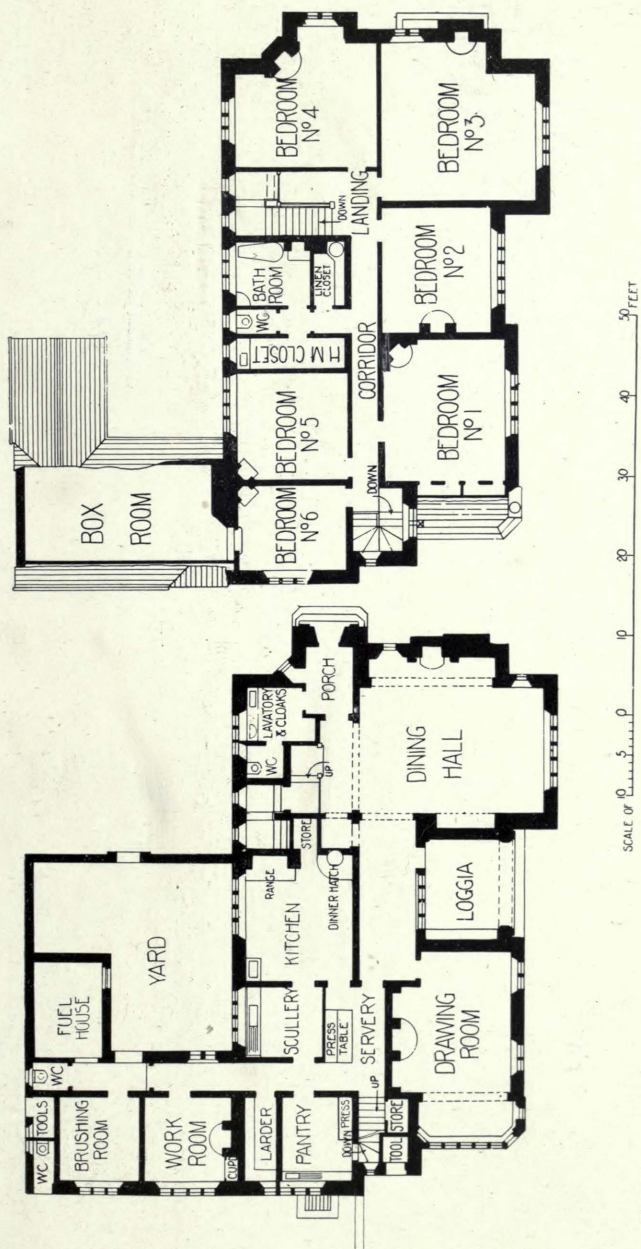 BOX
ROOM
BEDROOM
Nº6
BEDROOM
Nº5
H M CLOSET
WC
BATH
ROOM
LINEN
CLOSET
DOWN
LANDING
BEDROOM
Nº4
BEDROOM
Nº3
BEDROOM
Nº2
BEDROOM
Nº1
CORRIDOR
DOWN
WC
TOOLS
WC
FUEL
HOUSE
YARD
BRUSHING
ROOM
WORK
ROOM
CUPD
LARDER
PANTRY
PRESS
DOWN
SCULLERY
PRESS
TABLE
SERVERY
UP
STORE
TOOL
KITCHEN
RANGE
DINNER HATCH
STORE
WC
UP
LAVATORY
& CLOAKS
PORCH
DINING
HALL
LOGGIA
DRAWING
ROOM
SCALE OF 10 5 0 10 20 30 40 50 FEET